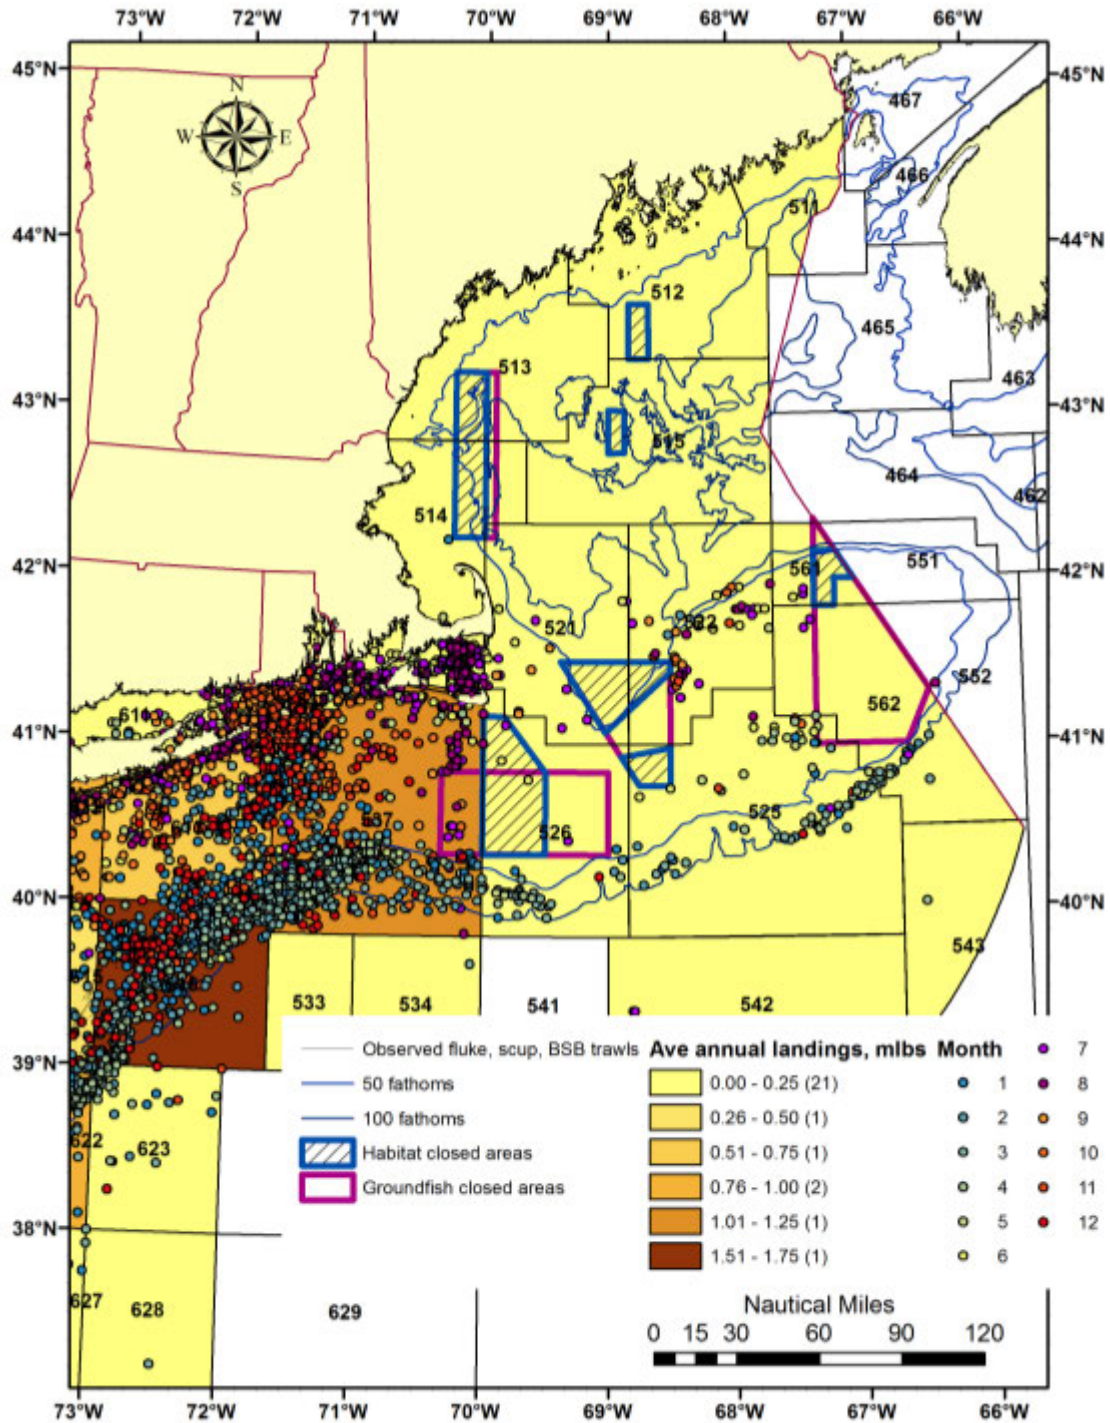 73°W 72°W 71°W 70°W 69°W 68°W 67°W 66°W
45°N 45°N
N
W E
S
467
466
511
44°N 44°N
512
465
513
463
43°N 43°N
515
464
462
514
42°N 42°N
561
551
521
522
552
562
41°N 41°N
537
526
525
40°N 40°N
543
533 534 541 542
39°N
Observed fluke, scup, BSB trawls
50 fathoms
100 fathoms
Habitat closed areas
Groundfish closed areas
Ave annual landings, mlbs
0.00 - 0.25 (21)
0.26 - 0.50 (1)
0.51 - 0.75 (1)
0.76 - 1.00 (2)
1.01 - 1.25 (1)
1.51 - 1.75 (1)
Month
1
2
3
4
5
6
7
8
9
10
11
12
622
623
38°N
627
628
629
Nautical Miles
0 15 30 60 90 120
73°W 72°W 71°W 70°W 69°W 68°W 67°W 66°W